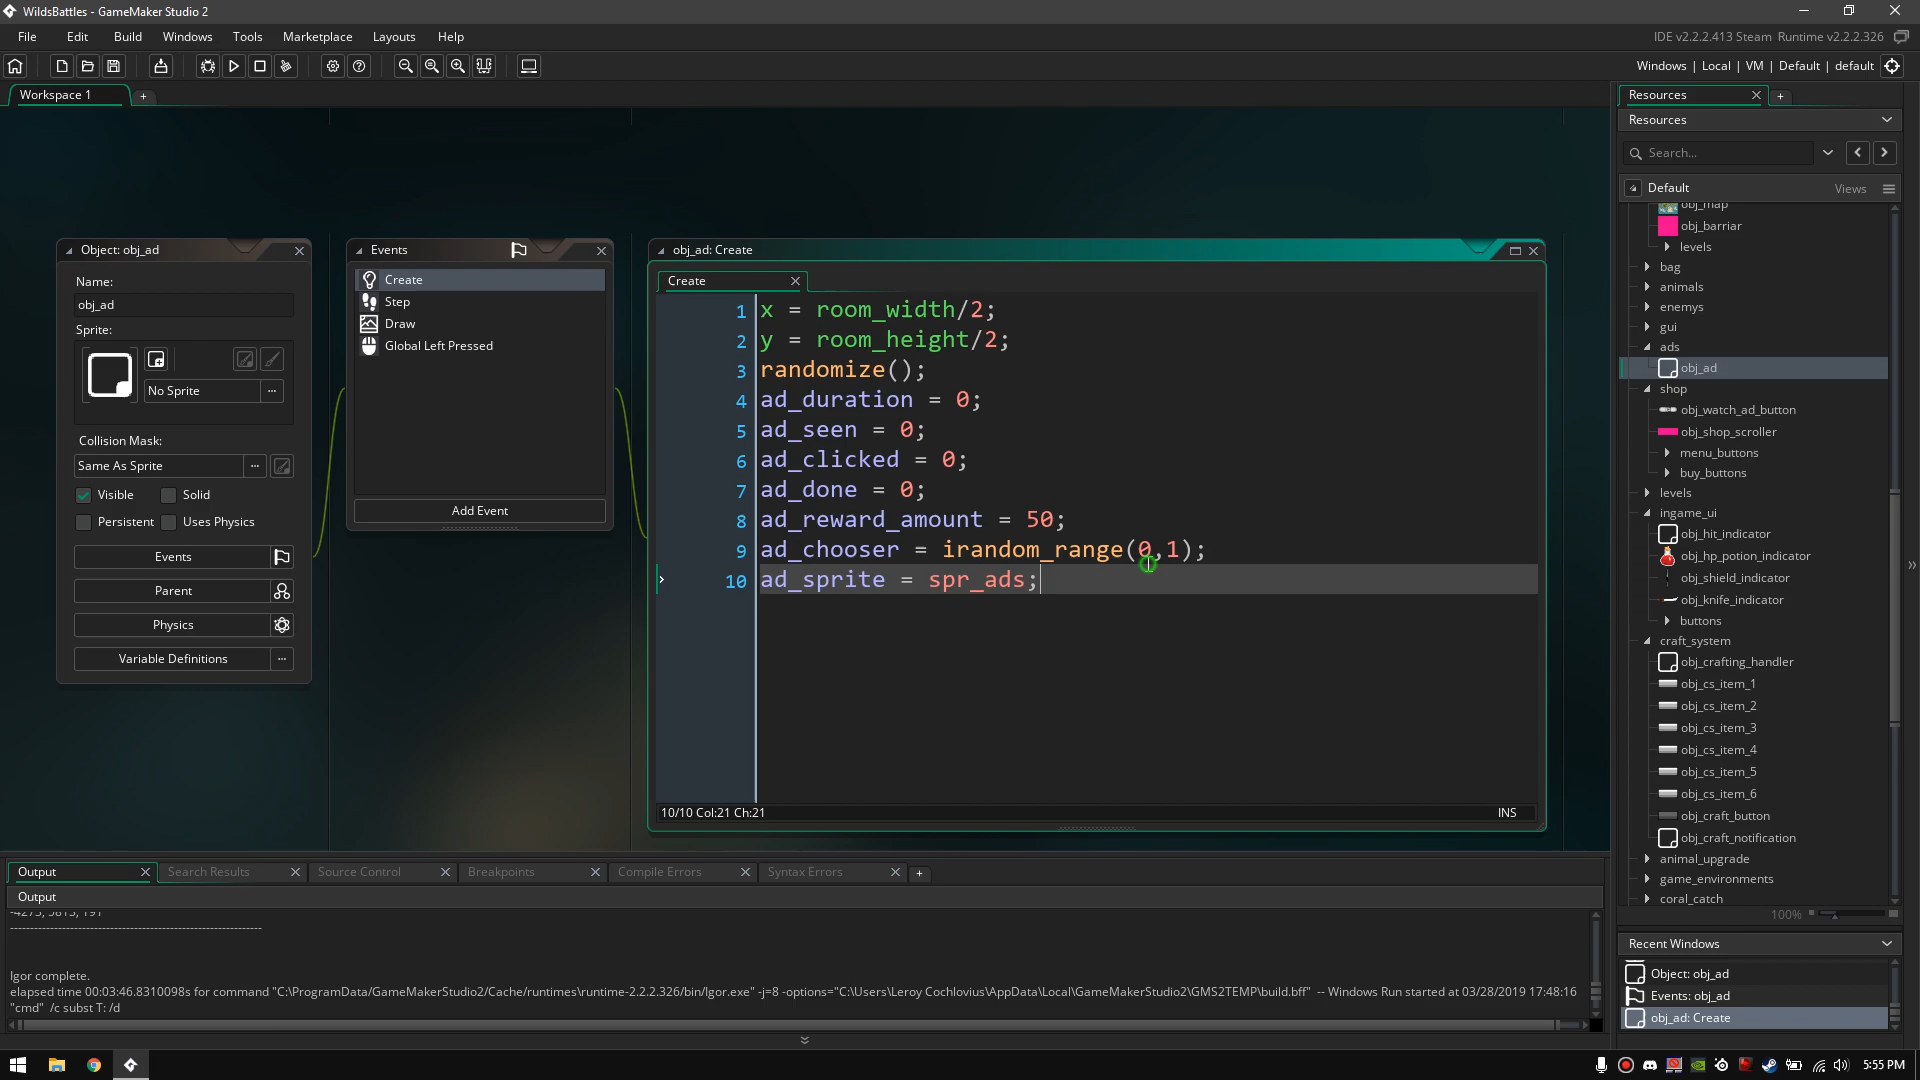 WildsBattles - GameMaker Studio 2
File Edit Build Windows Tools Marketplace Layouts Help
IDE v2.2.2.413 Steam Runtime v2.2.2.326
Windows | Local | VM | Default | default
Workspace 1
Object: obj_ad
Name:
obj_ad
Sprite:
No Sprite
Collision Mask:
Same As Sprite
Visible Solid
Persistent Uses Physics
Events
Parent
Physics
Variable Definitions
Events
Create
Step
Draw
Global Left Pressed
Add Event
obj_ad: Create
Create
1 x = room_width/2;
2 y = room_height/2;
3 randomize();
4 ad_duration = 0;
5 ad_seen = 0;
6 ad_clicked = 0;
7 ad_done = 0;
8 ad_reward_amount = 50;
9 ad_chooser = irandom_range(0,1);
10 ad_sprite = spr_ads;
10/10 Col:21 Ch:21 INS
Resources
Resources
Search...
Default Views
obj_map
obj_barriar
levels
bag
animals
enemys
gui
ads
obj_ad
shop
obj_watch_ad_button
obj_shop_scroller
menu_buttons
buy_buttons
levels
ingame_ui
obj_hit_indicator
obj_hp_potion_indicator
obj_shield_indicator
obj_knife_indicator
buttons
craft_system
obj_crafting_handler
obj_cs_item_1
obj_cs_item_2
obj_cs_item_3
obj_cs_item_4
obj_cs_item_5
obj_cs_item_6
obj_craft_button
obj_craft_notification
animal_upgrade
game_environments
coral_catch
100%
Recent Windows
Object: obj_ad
Events: obj_ad
obj_ad: Create
Output Search Results Source Control Breakpoints Compile Errors Syntax Errors
Output
----------------------------------------------------------------
Igor complete.
elapsed time 00:03:46.8310098s for command "C:\ProgramData/GameMakerStudio2/Cache/runtimes\runtime-2.2.2.326/bin/Igor.exe" -j=8 -options="C:\Users\Leroy Cochlovius\AppData\Local\GameMakerStudio2\GMS2TEMP\build.bff" -- Windows Run started at 03/28/2019 17:48:16
"cmd" /c subst T: /d
5:55 PM